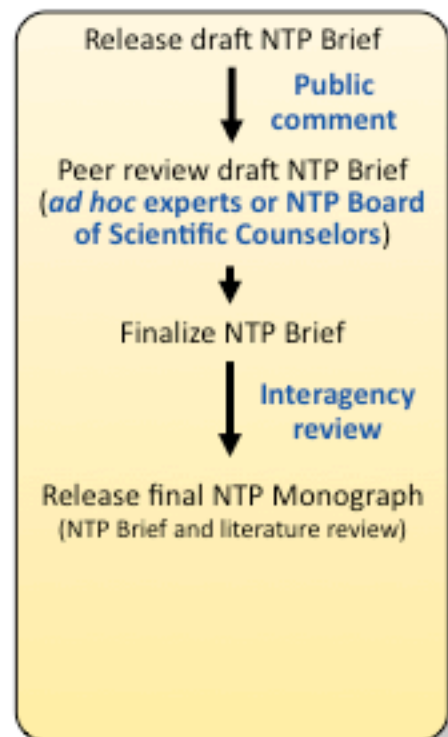 Release draft NTP Brief
Public
comment
Peer review draft NTP Brief
(ad hoc experts or NTP Board
of Scientific Counselors)
Finalize NTP Brief
Interagency
review
Release final NTP Monograph
(NTP Brief and literature review)